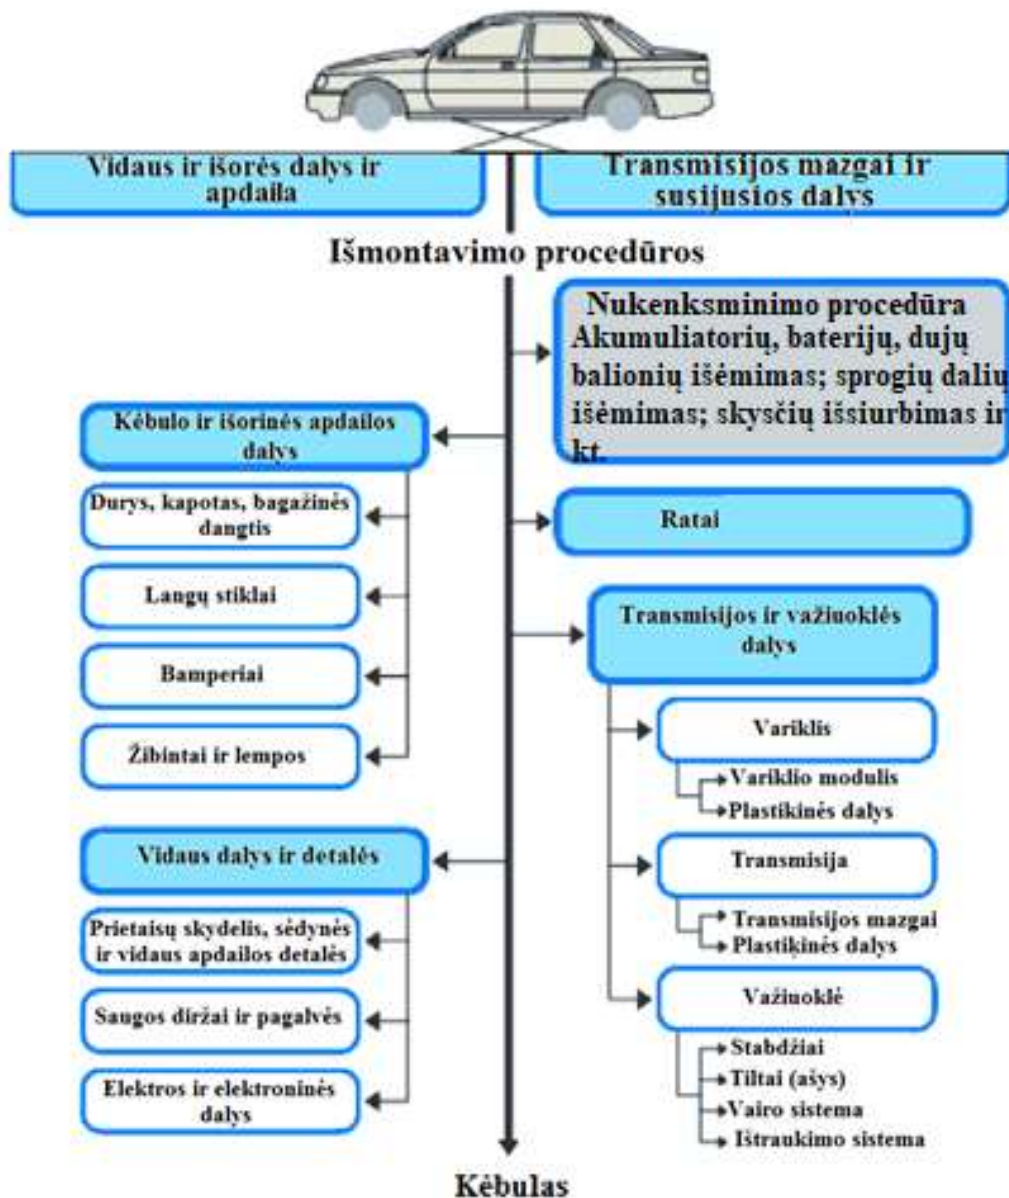 Vidaus ir išorės dalys ir
apdaila
Transmisijos mazgai ir
susijusios dalys
Išmontavimo procedūros
Nukenksminimo procedūra
Akumuliatorių, baterijų, dujų
balionių išėmimas; sprogių dalių
išėmimas; skysčių išsiurbimas ir
kt.
Kėbulo ir išorinės apdailos
dalys
Durys, kapotas, bagažinės
dangtis
Langų stiklai
Bamperiai
Žibintai ir lempos
Ratai
Transmisijos ir važiuoklės
dalys
Variklis
Variklio modulis
Plastikinės dalys
Transmisija
Transmisijos mazgai
Plastikinės dalys
Važiuoklė
Stabdžiai
Tiltai (ašys)
Vairo sistema
Ištraukimo sistema
Vidaus dalys ir detalės
Prietaisų skydelis, sėdynės
ir vidaus apdailos detalės
Saugos diržai ir pagalvės
Elektros ir elektroninės
dalys
Kėbulas